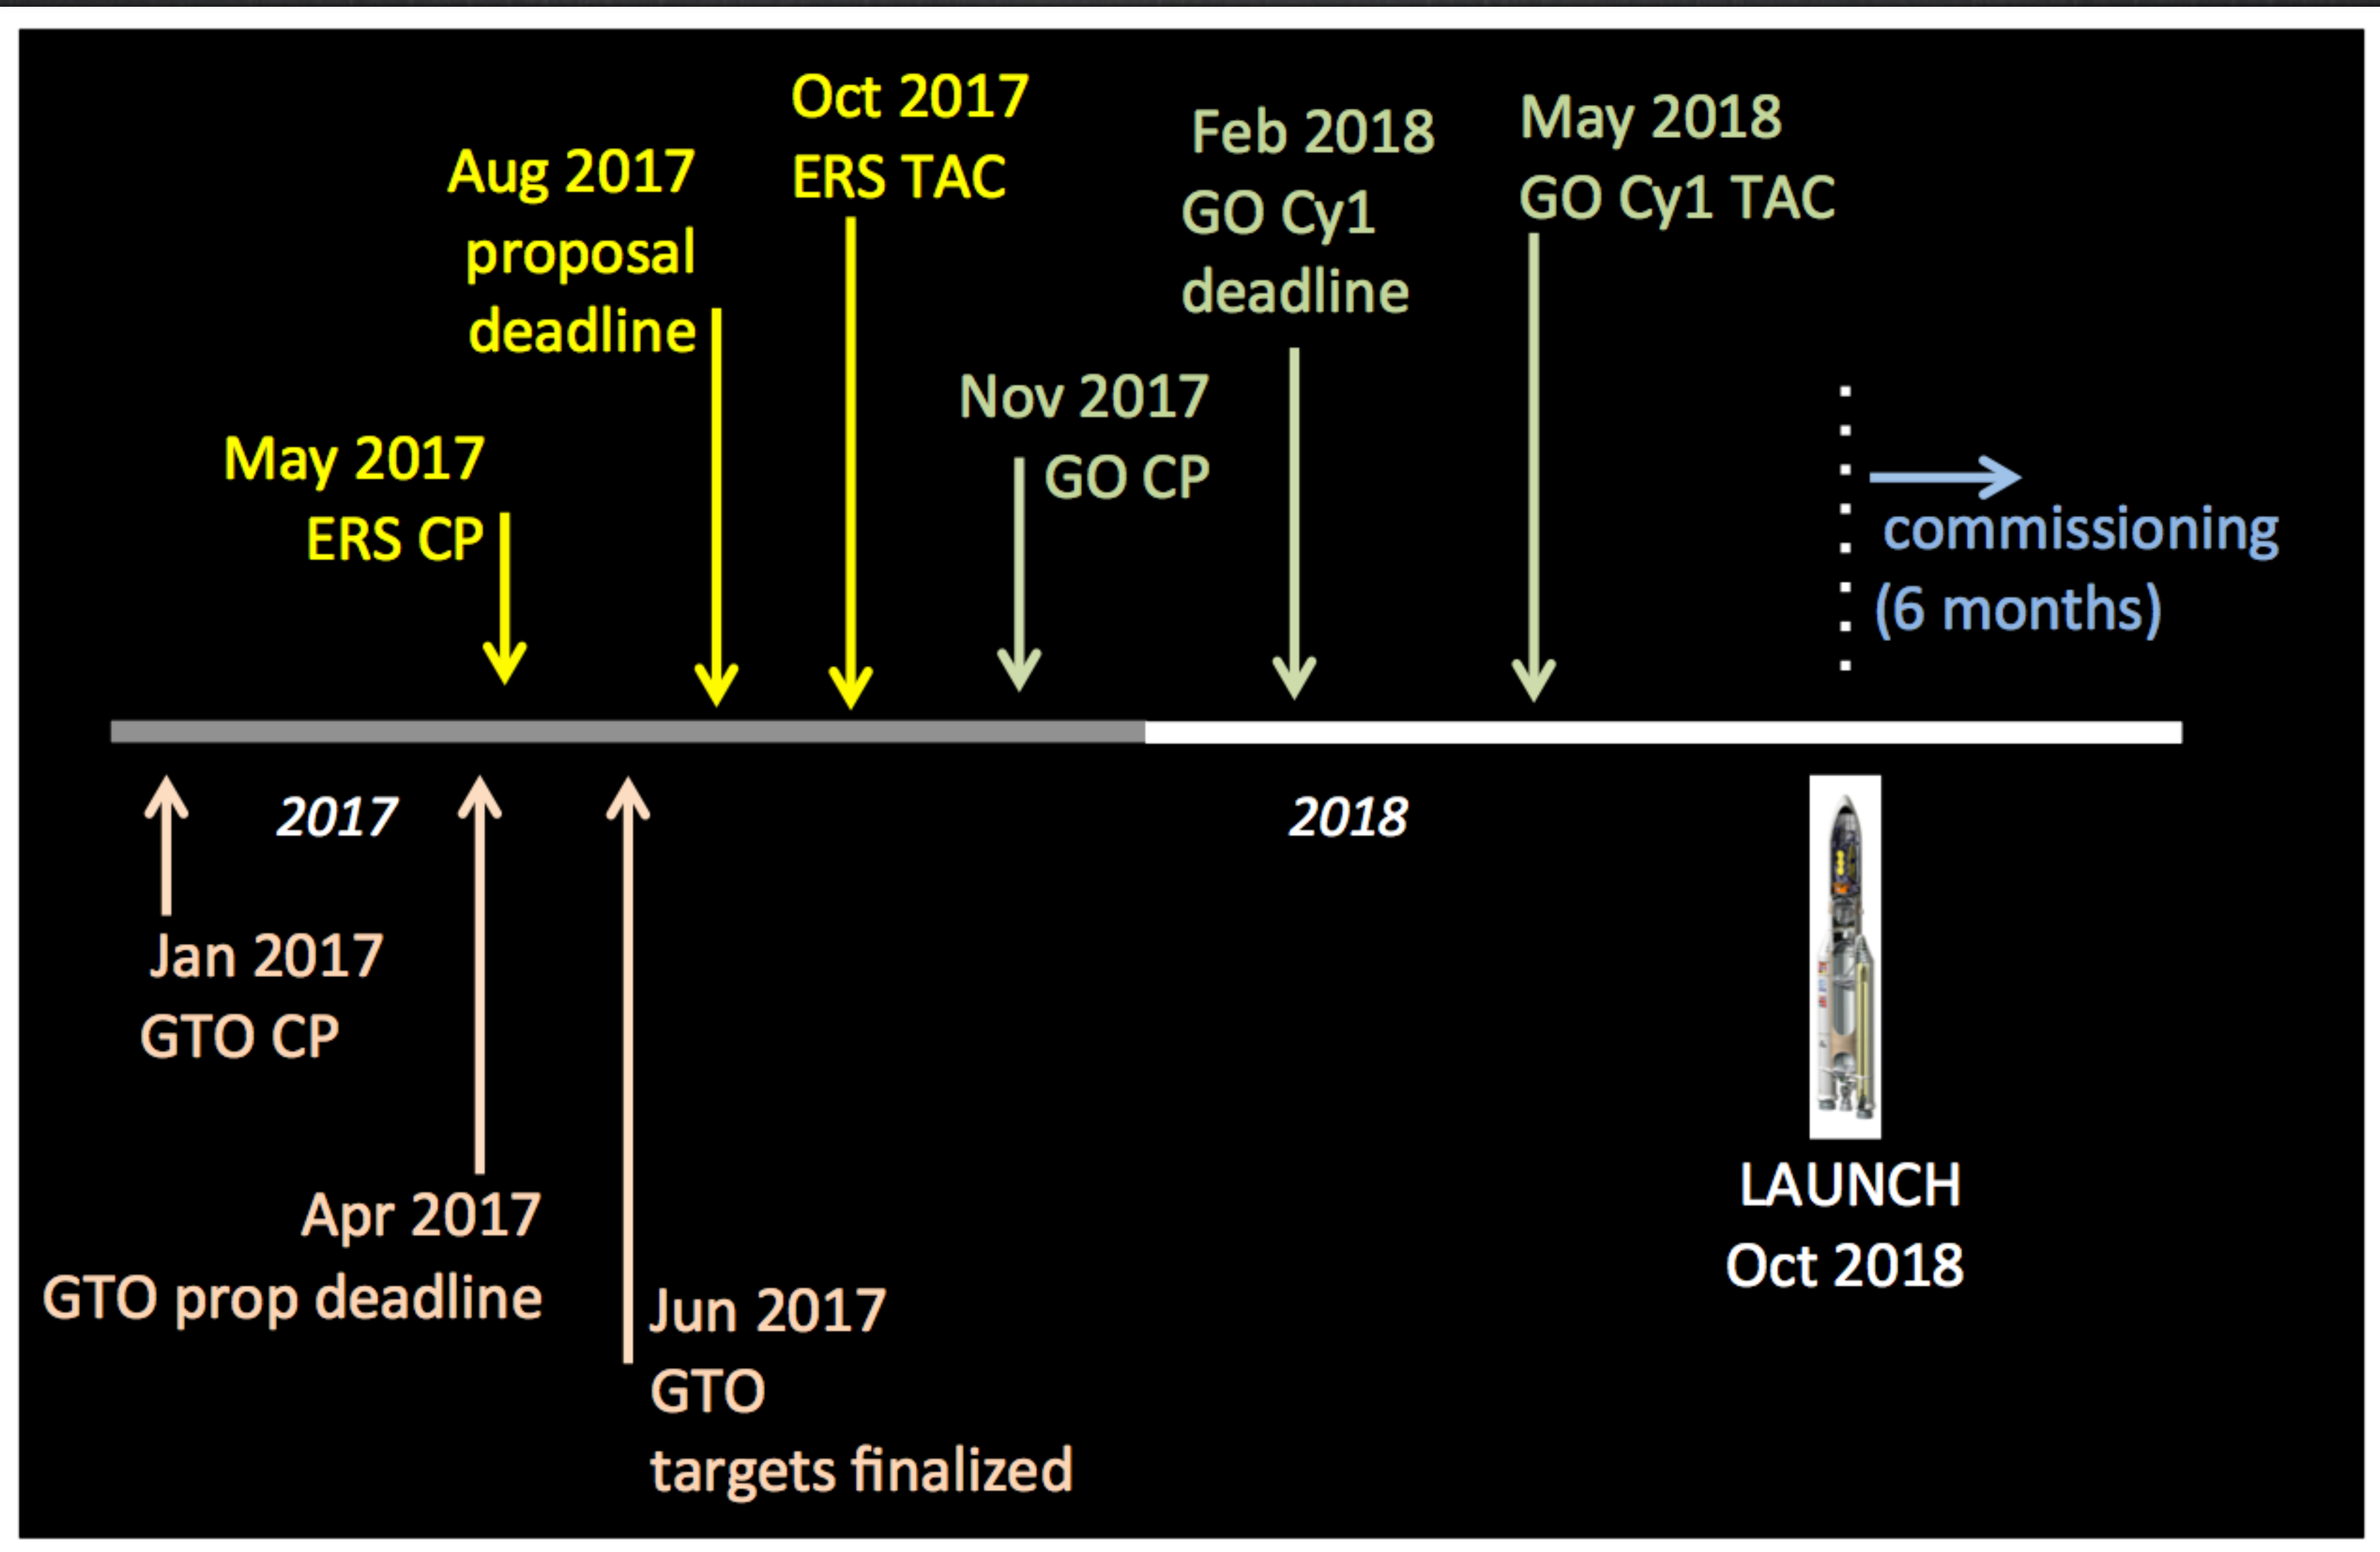 Oct 2017
ERS TAC
Aug 2017
proposal
deadline
May 2017
ERS CP
Feb 2018
GO Cy1
deadline
May 2018
GO Cy1 TAC
Nov 2017
GO CP
commissioning
(6 months)
2017
2018
Jan 2017
GTO CP
Apr 2017
GTO prop deadline
Jun 2017
GTO
targets finalized
LAUNCH
Oct 2018